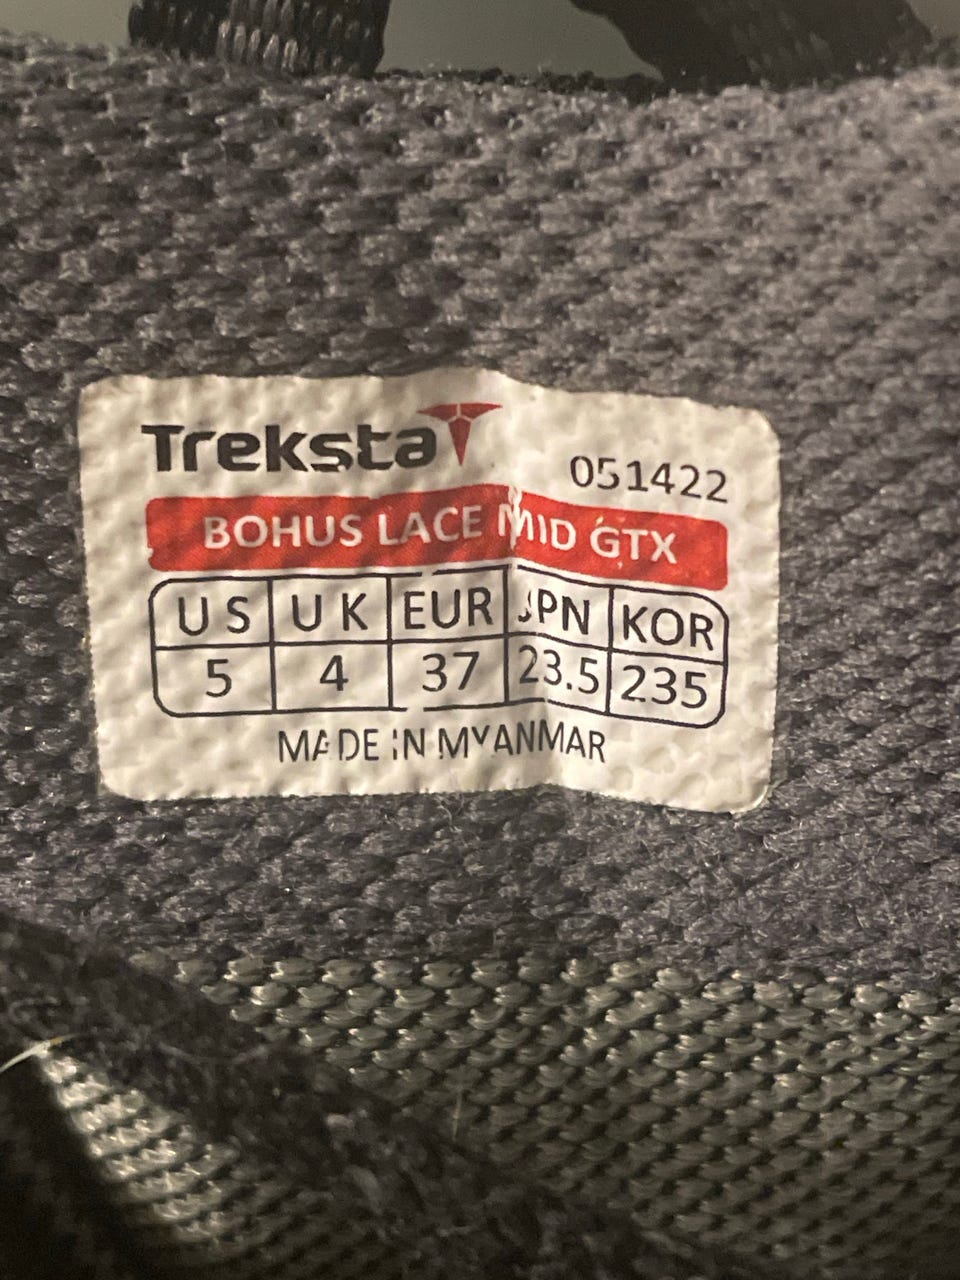 Treksta
051422
BOHUS LACE MID GTX
US UK EUR JPN KOR
5 4 37 23.5 235
MADE IN MYANMAR